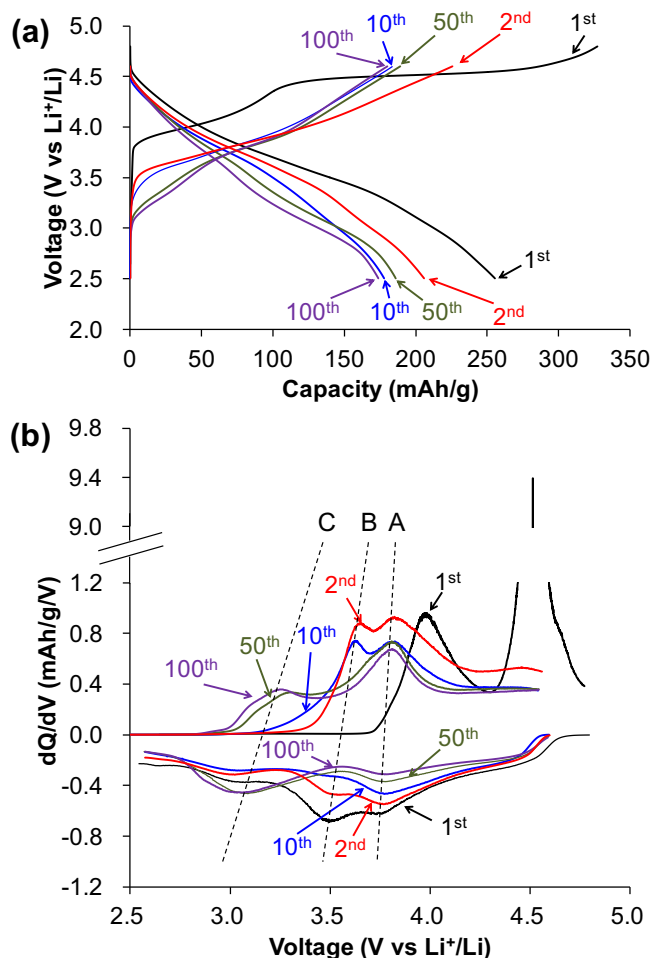 (a)
5.0
4.5
4.0
3.5
3.0
2.5
2.0
Voltage (V vs Li⁺/Li)
100ᵗʰ
10ᵗʰ
50ᵗʰ
2ⁿᵈ
1ˢᵗ
100ᵗʰ
10ᵗʰ
50ᵗʰ
2ⁿᵈ
1ˢᵗ
0 50 100 150 200 250 300 350
Capacity (mAh/g)
(b)
9.8
9.4
9.0
1.2
0.8
0.4
0.0
-0.4
-0.8
-1.2
dQ/dV (mAh/g/V)
C B A
2ⁿᵈ
1ˢᵗ
10ᵗʰ
50ᵗʰ
100ᵗʰ
100ᵗʰ
50ᵗʰ
10ᵗʰ
2ⁿᵈ
1ˢᵗ
2.5 3.0 3.5 4.0 4.5 5.0
Voltage (V vs Li⁺/Li)